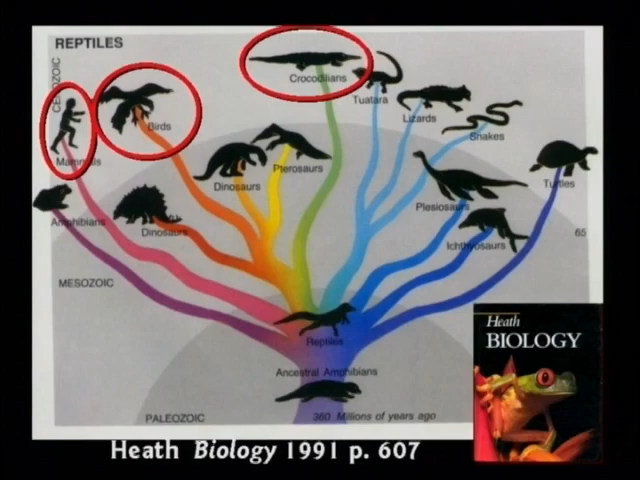 REPTILES
CENOZOIC
Crocodilians
Tuatara
Lizards
Birds
Snakes
Mammals
Pterosaurs
Dinosaurs
Turtles
Plesiosaurs
Amphibians
Dinosaurs
65
Ichthyosaurs
MESOZOIC
Heath
BIOLOGY
Reptiles
Ancestral Amphibians
PALEOZOIC
360 Millions of years ago
Heath Biology 1991 p. 607